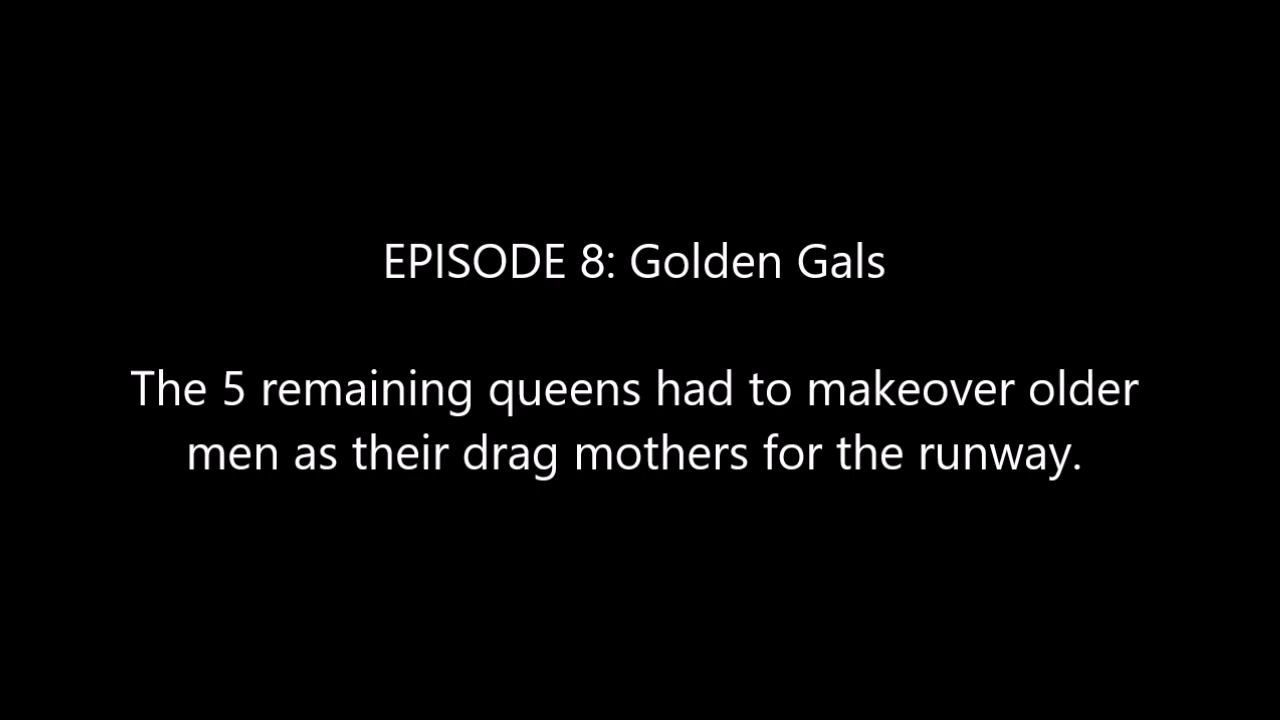 EPISODE 8: Golden Gals
The 5 remaining queens had to makeover older
men as their drag mothers for the runway.